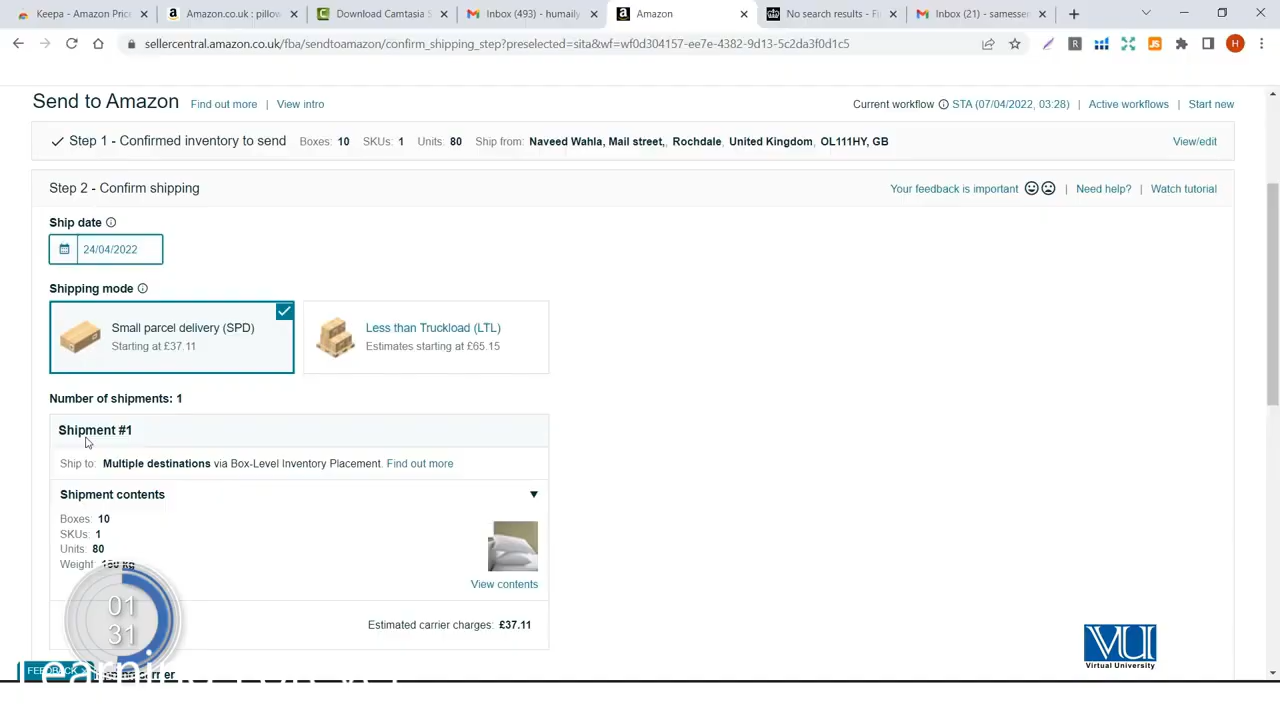 Keepa - Amazon Price
Amazon.co.uk : pillow
Download Camtasia S
Inbox (493) - humaily
Amazon
No search results - Fi
Inbox (21) - samesser
sellercentral.amazon.co.uk/fba/sendtoamazon/confirm_shipping_step?preselected=sita&wf=wf0d304157-ee7e-4382-9d13-5c2da3f0d1c5
Send to Amazon Find out more | View intro
Current workflow STA (07/04/2022, 03:28) | Active workflows | Start new
Step 1 - Confirmed inventory to send Boxes: 10 SKUs: 1 Units: 80 Ship from: Naveed Wahla, Mail street,, Rochdale, United Kingdom, OL111HY, GB View/edit
Step 2 - Confirm shipping
Your feedback is important | Need help? | Watch tutorial
Ship date
24/04/2022
Shipping mode
Small parcel delivery (SPD)
Starting at £37.11
Less than Truckload (LTL)
Estimates starting at £65.15
Number of shipments: 1
Shipment #1
Ship to: Multiple destinations via Box-Level Inventory Placement. Find out more
Shipment contents
Boxes: 10
SKUs: 1
Units: 80
Weight:
View contents
Estimated carrier charges: £37.11
01
31
VU
Virtual University
FEEDBACK